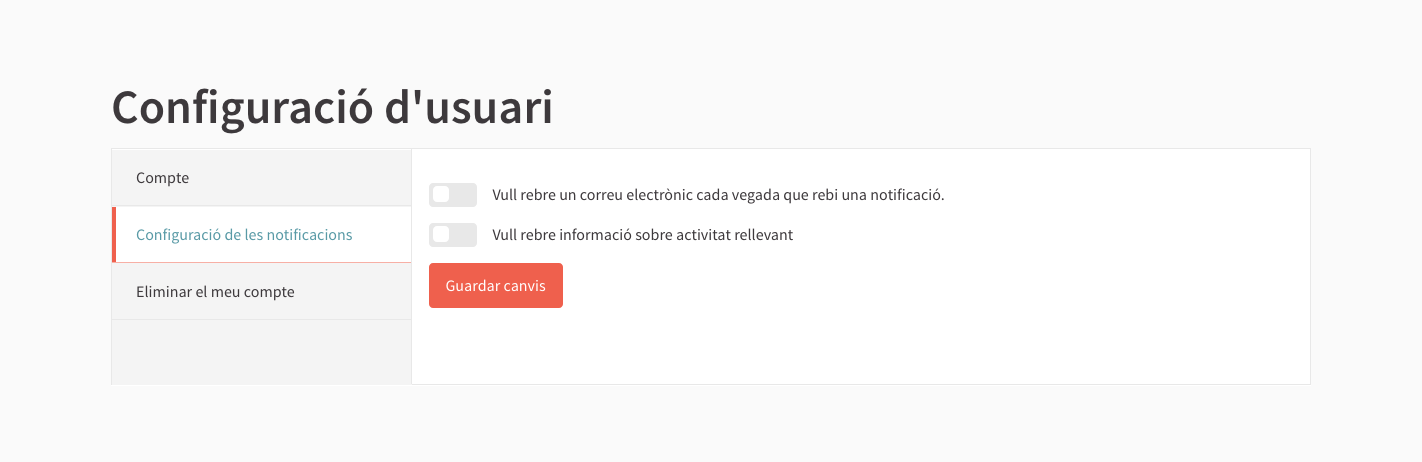 Configuració d'usuari
Compte
Configuració de les notificacions
Eliminar el meu compte
Vull rebre un correu electrònic cada vegada que rebi una notificació.
Vull rebre informació sobre activitat rellevant
Guardar canvis